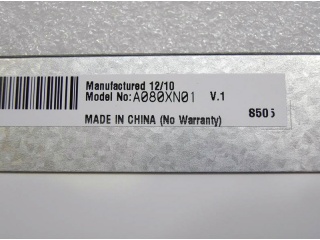 Manufactured 12/10
Model No:A080XN01 V.1
8505
MADE IN CHINA (No Warranty)